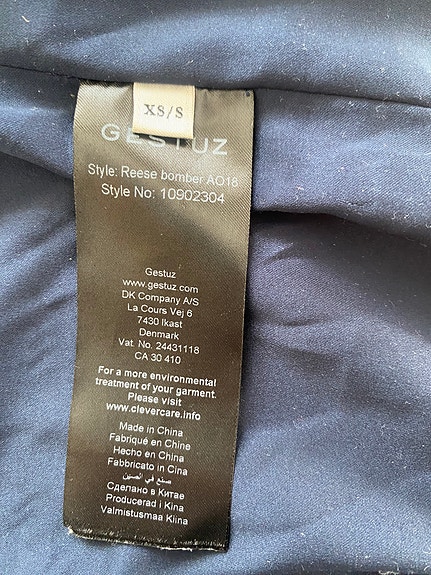 XS/S
GESTUZ
Style: Reese bomber AO18
Style No: 10902304
Gestuz
www.gestuz.com
DK Company A/S
La Cours Vej 6
7430 Ikast
Denmark
Vat. No. 24431118
CA 30 410
For a more environmental
treatment of your garment.
Please visit
www.clevercare.info
Made in China
Fabriqué en Chine
Hecho en China
Fabbricato in Cina
صنع في الصين
Сделано в Китае
Producerad i Kina
Valmistusmaa Kiina